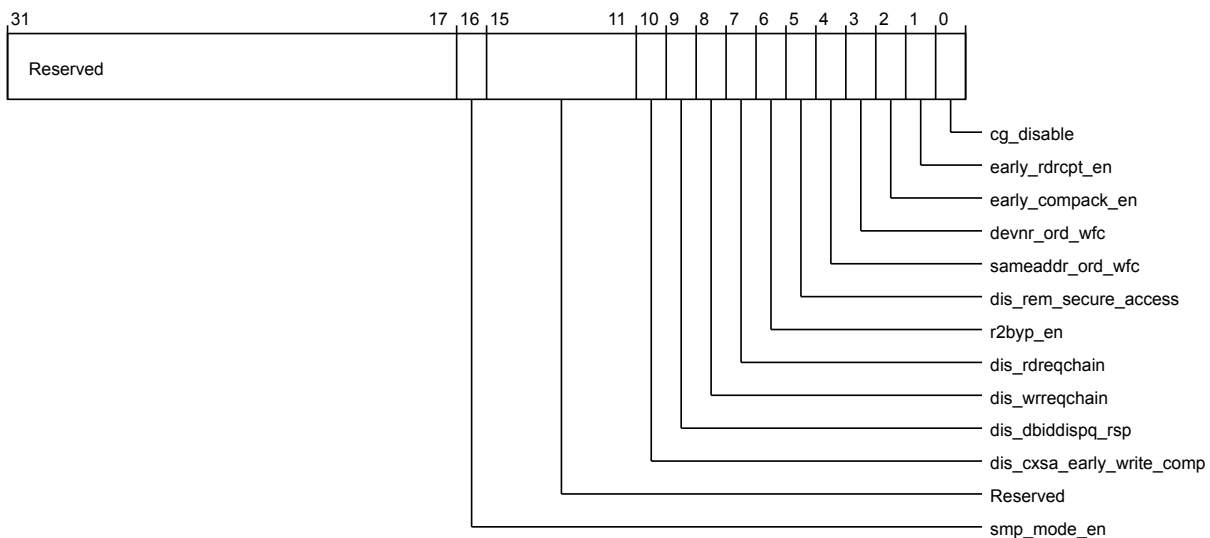 31 17 16 15 11 10 9 8 7 6 5 4 3 2 1 0
Reserved
cg_disable
early_rdrcpt_en
early_compack_en
devnr_ord_wfc
sameaddr_ord_wfc
dis_rem_secure_access
r2byp_en
dis_rdreqchain
dis_wrreqchain
dis_dbiddispq_rsp
dis_cxsa_early_write_comp
Reserved
smp_mode_en